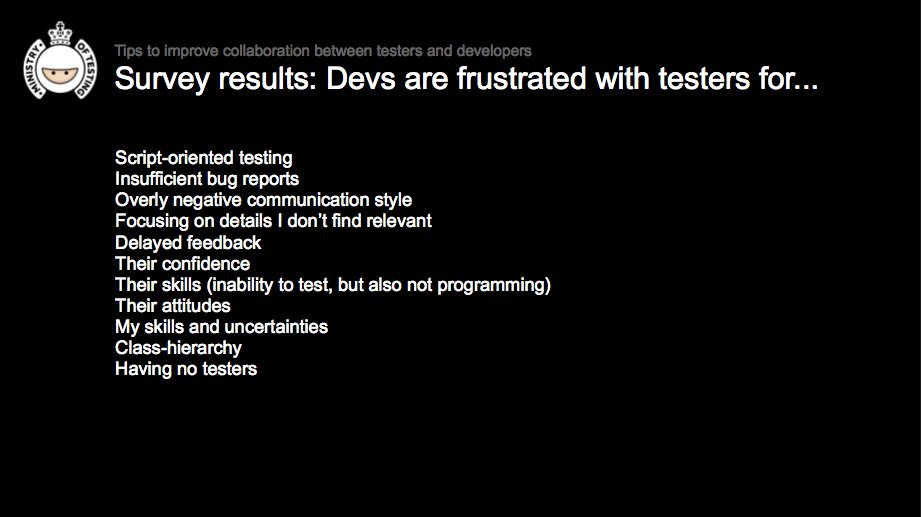 MINISTRY OF TESTING
Tips to improve collaboration between testers and developers
Survey results: Devs are frustrated with testers for...
Script-oriented testing
Insufficient bug reports
Overly negative communication style
Focusing on details I don't find relevant
Delayed feedback
Their confidence
Their skills (inability to test, but also not programming)
Their attitudes
My skills and uncertainties
Class-hierarchy
Having no testers